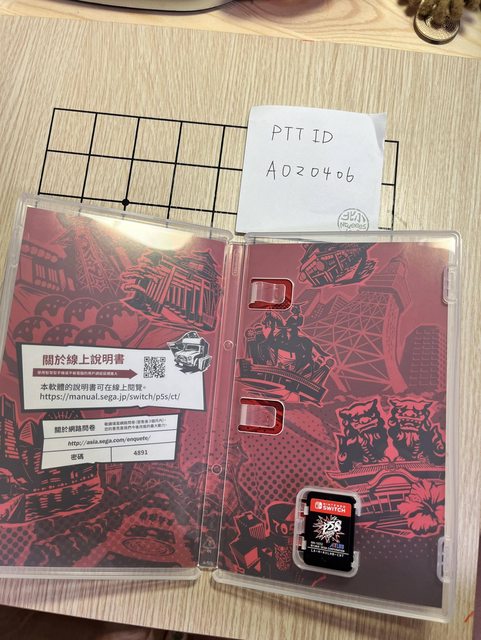 PTT ID
A020406
關於線上說明書
本軟體的說明書可在線上閱覽。
https://manual.sega.jp/switch/p5s/ct/
關於網路問卷
http://asia.sega.com/enquete/
密碼 4891
NINTENDO
SWITCH
P5S